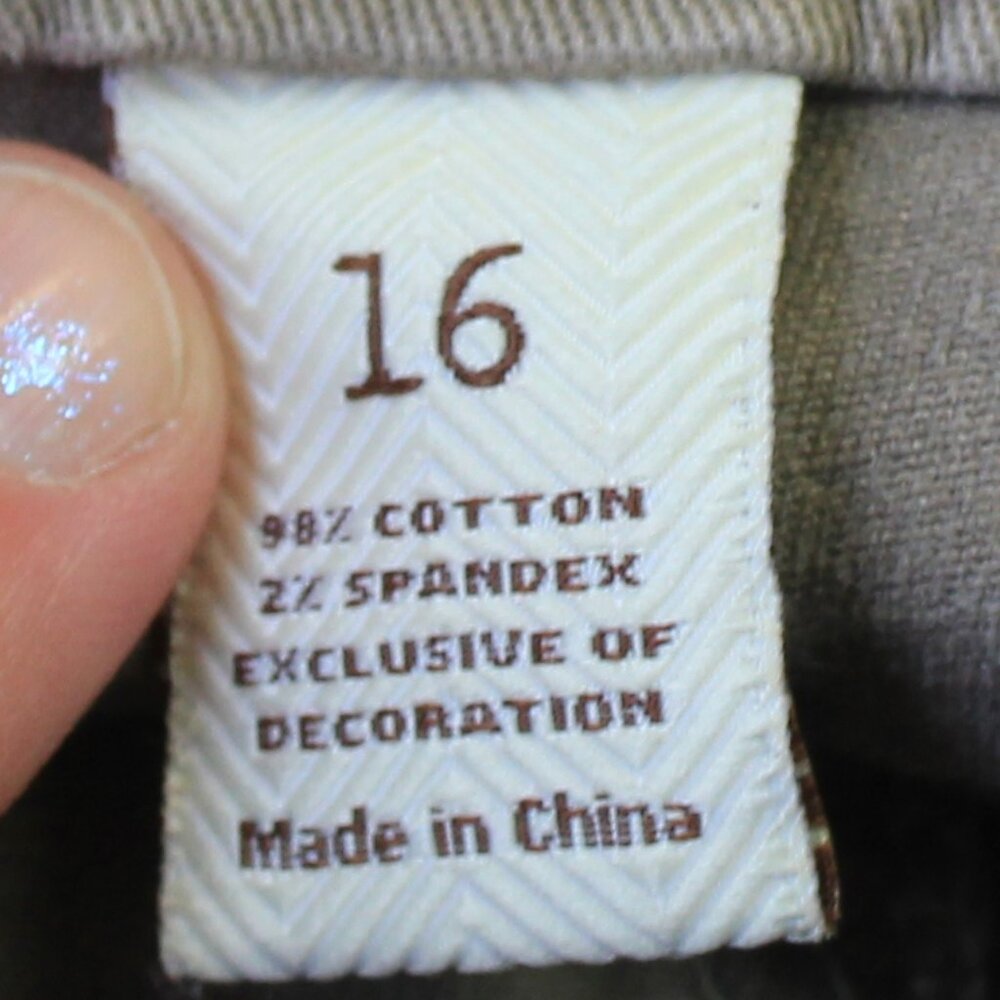 16
98% COTTON
2% SPANDEX
EXCLUSIVE OF
DECORATION
Made in China